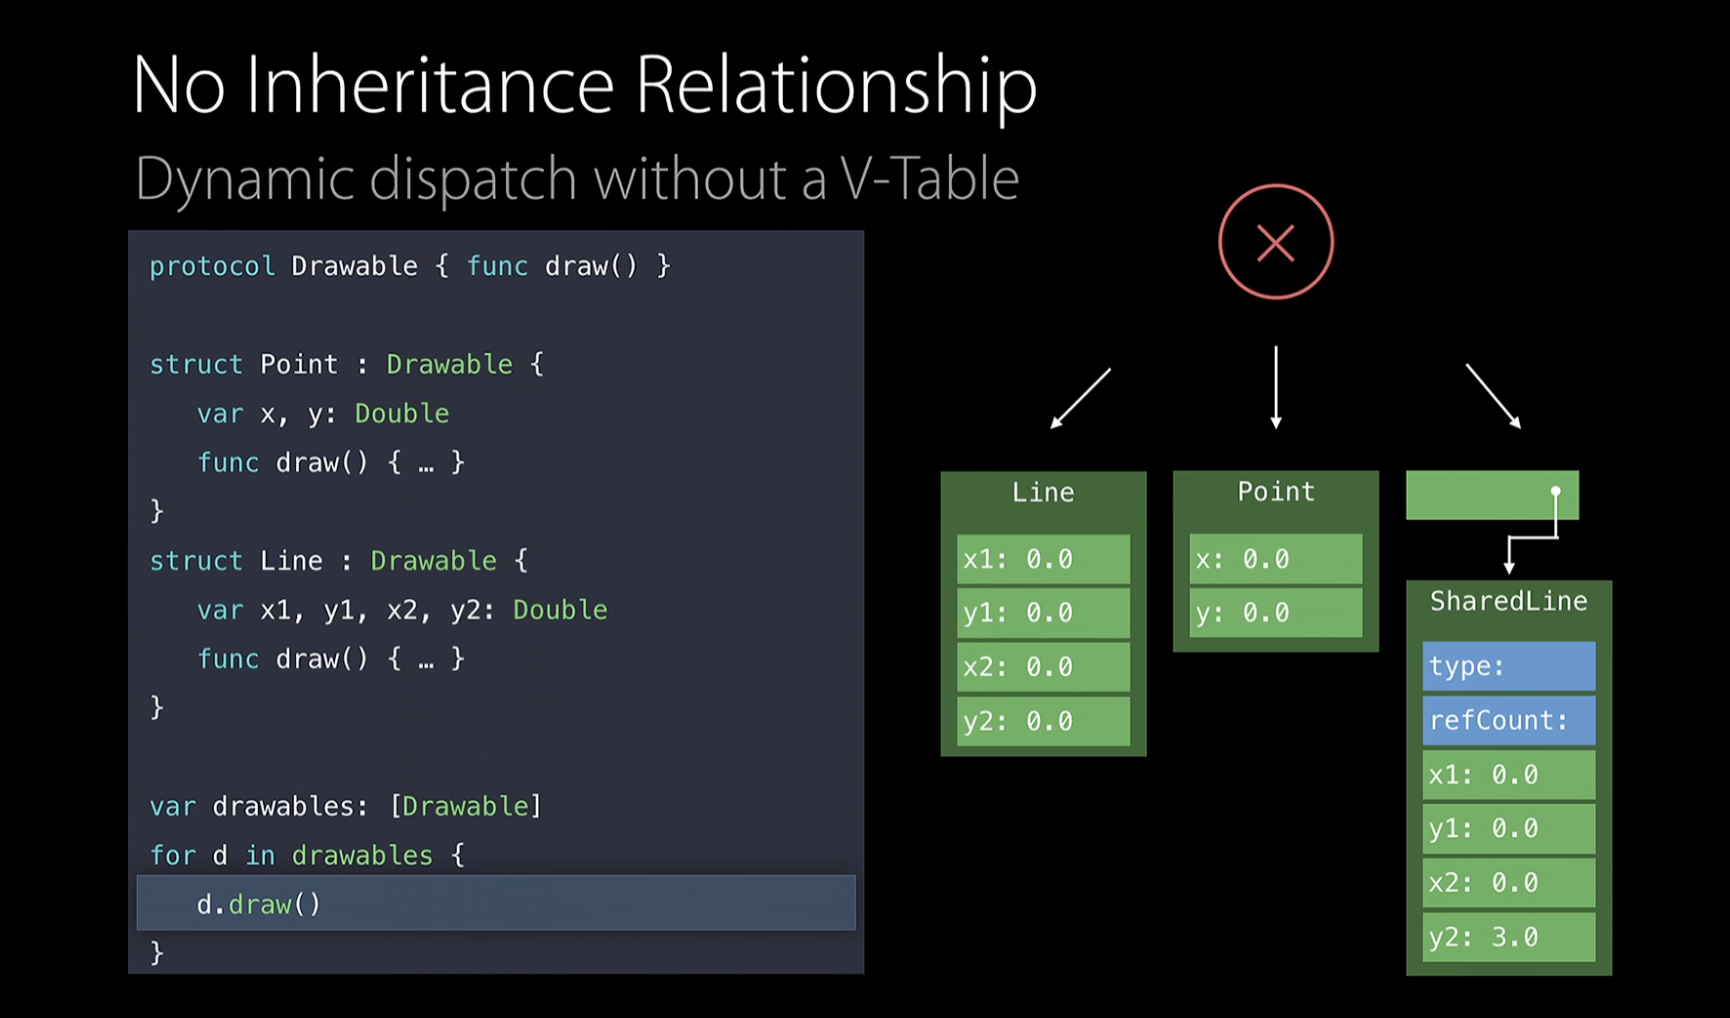 No Inheritance Relationship
Dynamic dispatch without a V-Table
protocol Drawable { func draw() }
struct Point : Drawable {
var x, y: Double
func draw() { … }
}
struct Line : Drawable {
var x1, y1, x2, y2: Double
func draw() { … }
}
var drawables: [Drawable]
for d in drawables {
d.draw()
}
Line
x1: 0.0
y1: 0.0
x2: 0.0
y2: 0.0
Point
x: 0.0
y: 0.0
SharedLine
type:
refCount:
x1: 0.0
y1: 0.0
x2: 0.0
y2: 3.0